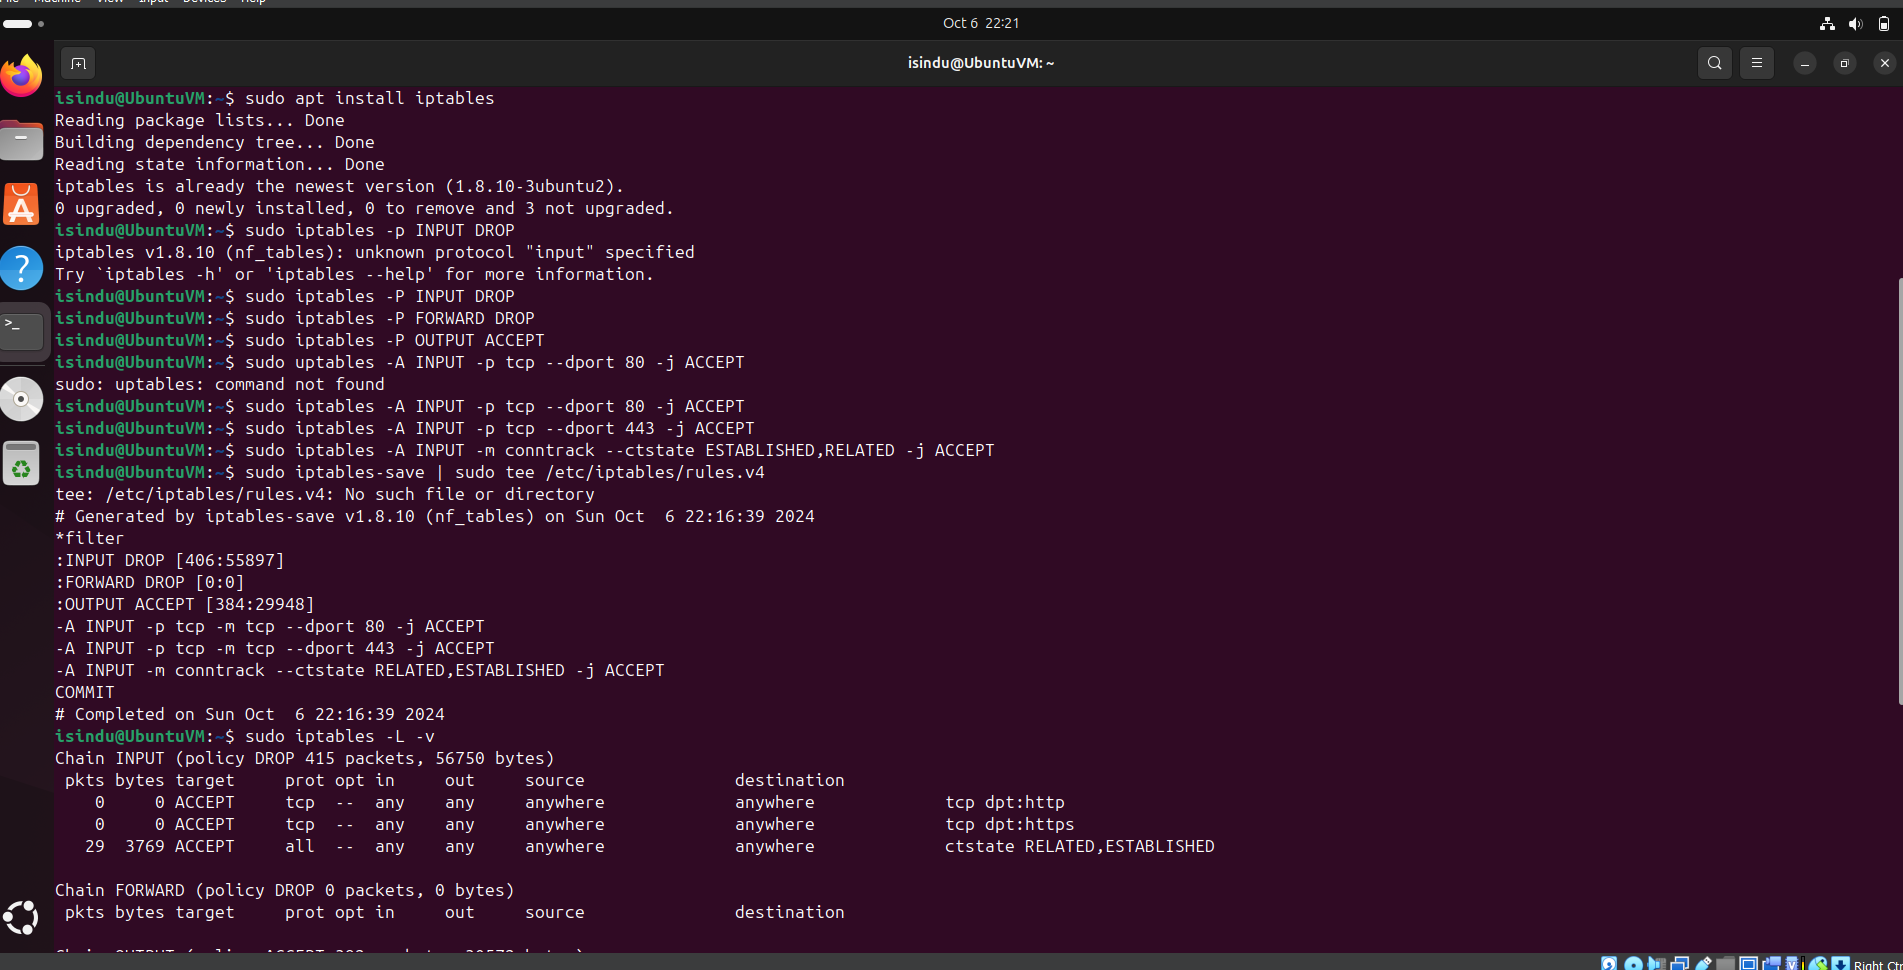 File Machine View Input Devices Help
Oct 6 22:21
isindu@UbuntuVM: ~
isindu@UbuntuVM:~$ sudo apt install iptables
Reading package lists... Done
Building dependency tree... Done
Reading state information... Done
iptables is already the newest version (1.8.10-3ubuntu2).
0 upgraded, 0 newly installed, 0 to remove and 3 not upgraded.
isindu@UbuntuVM:~$ sudo iptables -p INPUT DROP
iptables v1.8.10 (nf_tables): unknown protocol "input" specified
Try `iptables -h' or 'iptables --help' for more information.
isindu@UbuntuVM:~$ sudo iptables -P INPUT DROP
isindu@UbuntuVM:~$ sudo iptables -P FORWARD DROP
isindu@UbuntuVM:~$ sudo iptables -P OUTPUT ACCEPT
isindu@UbuntuVM:~$ sudo uptables -A INPUT -p tcp --dport 80 -j ACCEPT
sudo: uptables: command not found
isindu@UbuntuVM:~$ sudo iptables -A INPUT -p tcp --dport 80 -j ACCEPT
isindu@UbuntuVM:~$ sudo iptables -A INPUT -p tcp --dport 443 -j ACCEPT
isindu@UbuntuVM:~$ sudo iptables -A INPUT -m conntrack --ctstate ESTABLISHED,RELATED -j ACCEPT
isindu@UbuntuVM:~$ sudo iptables-save | sudo tee /etc/iptables/rules.v4
tee: /etc/iptables/rules.v4: No such file or directory
# Generated by iptables-save v1.8.10 (nf_tables) on Sun Oct  6 22:16:39 2024
*filter
:INPUT DROP [406:55897]
:FORWARD DROP [0:0]
:OUTPUT ACCEPT [384:29948]
-A INPUT -p tcp -m tcp --dport 80 -j ACCEPT
-A INPUT -p tcp -m tcp --dport 443 -j ACCEPT
-A INPUT -m conntrack --ctstate RELATED,ESTABLISHED -j ACCEPT
COMMIT
# Completed on Sun Oct  6 22:16:39 2024
isindu@UbuntuVM:~$ sudo iptables -L -v
Chain INPUT (policy DROP 415 packets, 56750 bytes)
 pkts bytes target     prot opt in     out     source               destination
    0     0 ACCEPT     tcp  --  any    any     anywhere             anywhere             tcp dpt:http
    0     0 ACCEPT     tcp  --  any    any     anywhere             anywhere             tcp dpt:https
   29  3769 ACCEPT     all  --  any    any     anywhere             anywhere             ctstate RELATED,ESTABLISHED

Chain FORWARD (policy DROP 0 packets, 0 bytes)
 pkts bytes target     prot opt in     out     source               destination
Right Ctr